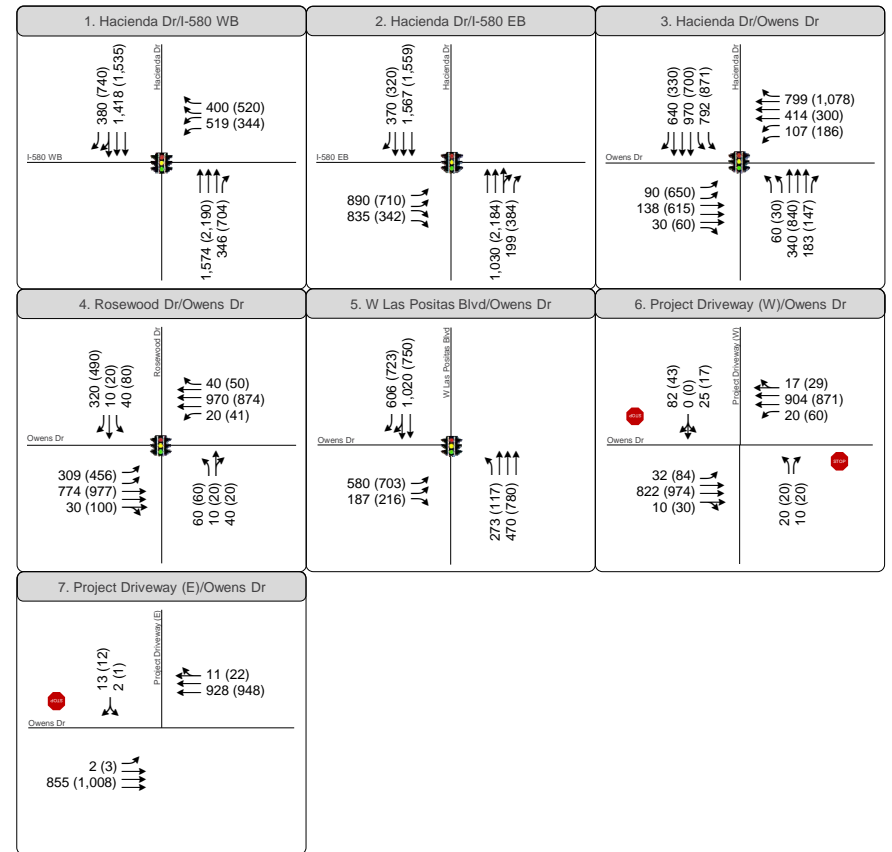 1. Hacienda Dr/I-580 WB
380 (740)
1,418 (1,535)
Hacienda Dr
400 (520)
519 (344)
I-580 WB
1,574 (2,190)
346 (704)
2. Hacienda Dr/I-580 EB
370 (320)
1,567 (1,559)
Hacienda Dr
I-580 EB
890 (710)
835 (342)
1,030 (2,184)
199 (384)
3. Hacienda Dr/Owens Dr
640 (330)
970 (700)
792 (871)
Hacienda Dr
799 (1,078)
414 (300)
107 (186)
Owens Dr
90 (650)
138 (615)
30 (60)
60 (30)
340 (840)
183 (147)
4. Rosewood Dr/Owens Dr
320 (490)
10 (20)
40 (80)
Rosewood Dr
40 (50)
970 (874)
20 (41)
Owens Dr
309 (456)
774 (977)
30 (100)
60 (60)
10 (20)
40 (20)
5. W Las Positas Blvd/Owens Dr
606 (723)
1,020 (750)
W Las Positas Blvd
Owens Dr
580 (703)
187 (216)
273 (117)
470 (780)
6. Project Driveway (W)/Owens Dr
82 (43)
0 (0)
25 (17)
Project Driveway (W)
17 (29)
904 (871)
20 (60)
STOP
Owens Dr
STOP
32 (84)
822 (974)
10 (30)
20 (20)
10 (20)
7. Project Driveway (E)/Owens Dr
13 (12)
2 (1)
Project Driveway (E)
11 (22)
928 (948)
STOP
Owens Dr
2 (3)
855 (1,008)